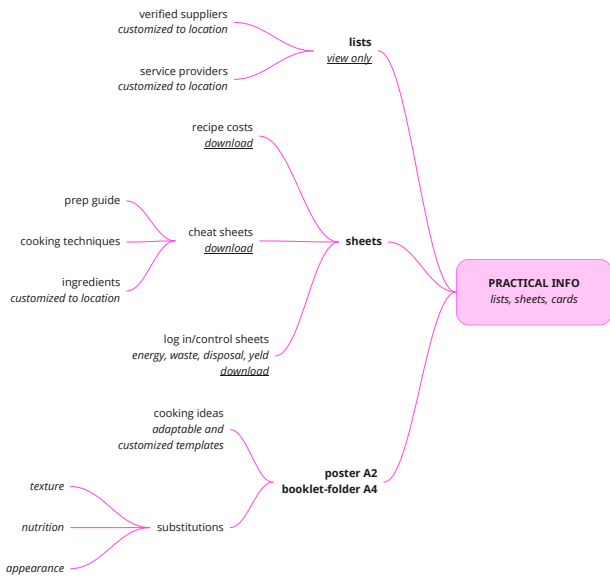 verified suppliers
customized to location
lists
view only
service providers
customized to location
recipe costs
download
prep guide
cooking techniques
ingredients
customized to location
cheat sheets
download
sheets
log in/control sheets
energy, waste, disposal, yeld
download
PRACTICAL INFO
lists, sheets, cards
cooking ideas
adaptable and
customized templates
poster A2
booklet-folder A4
texture
nutrition
appearance
substitutions